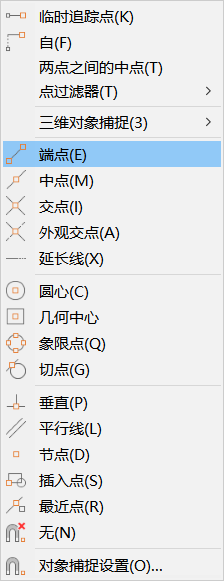 临时追踪点(K)
自(F)
两点之间的中点(T)
点过滤器(T)
三维对象捕捉(3)
端点(E)
中点(M)
交点(I)
外观交点(A)
延长线(X)
圆心(C)
几何中心
象限点(Q)
切点(G)
垂直(P)
平行线(L)
节点(D)
插入点(S)
最近点(R)
无(N)
对象捕捉设置(O)...